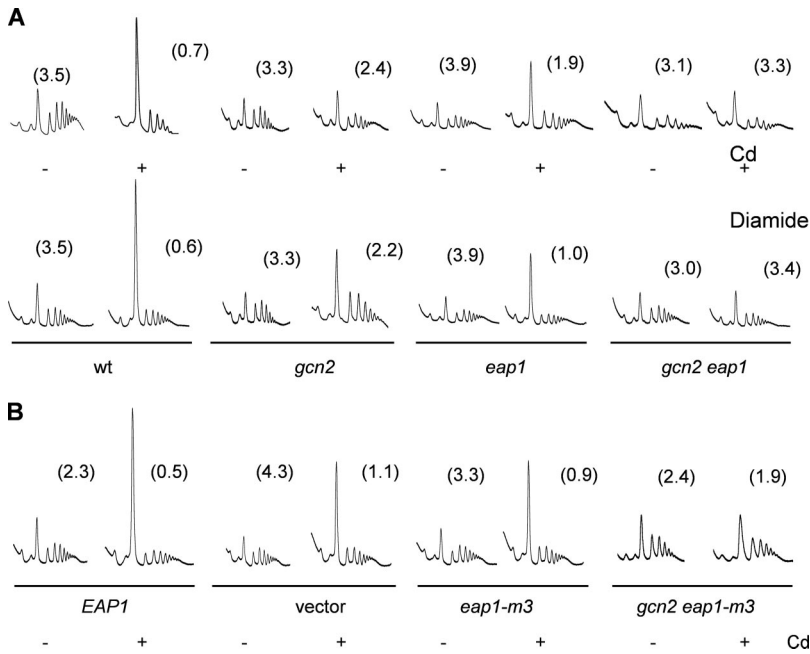 A
(3.5) (0.7) (3.3) (2.4) (3.9) (1.9) (3.1) (3.3)
Cd
- + - + - + - +
Diamide
(3.5) (0.6) (3.3) (2.2) (3.9) (1.0) (3.0) (3.4)
wt gcn2 eap1 gcn2 eap1
B
(2.3) (0.5) (4.3) (1.1) (3.3) (0.9) (2.4) (1.9)
EAP1 vector eap1-m3 gcn2 eap1-m3
- + - + - + - + Cd